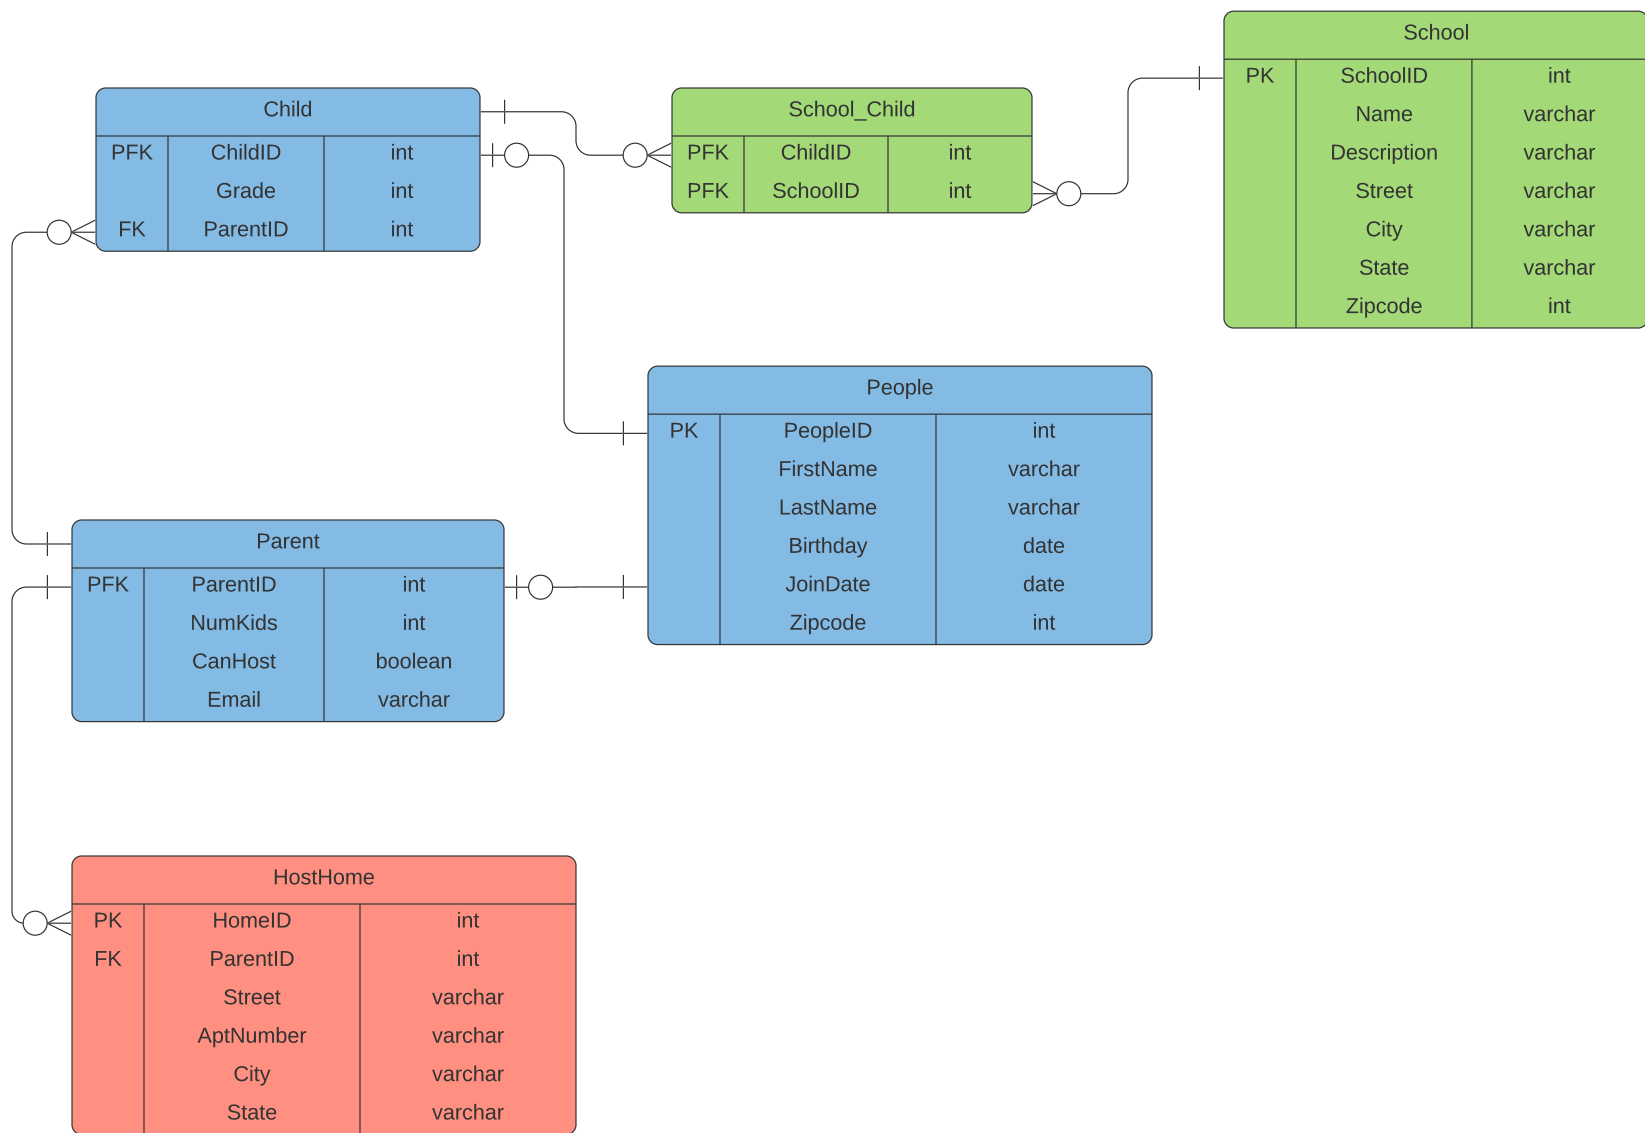 School
PK SchoolID int
Name varchar
Description varchar
Street varchar
City varchar
State varchar
Zipcode int
Child
PFK ChildID int
Grade int
FK ParentID int
School_Child
PFK ChildID int
PFK SchoolID int
People
PK PeopleID int
FirstName varchar
LastName varchar
Birthday date
JoinDate date
Zipcode int
Parent
PFK ParentID int
NumKids int
CanHost boolean
Email varchar
HostHome
PK HomeID int
FK ParentID int
Street varchar
AptNumber varchar
City varchar
State varchar